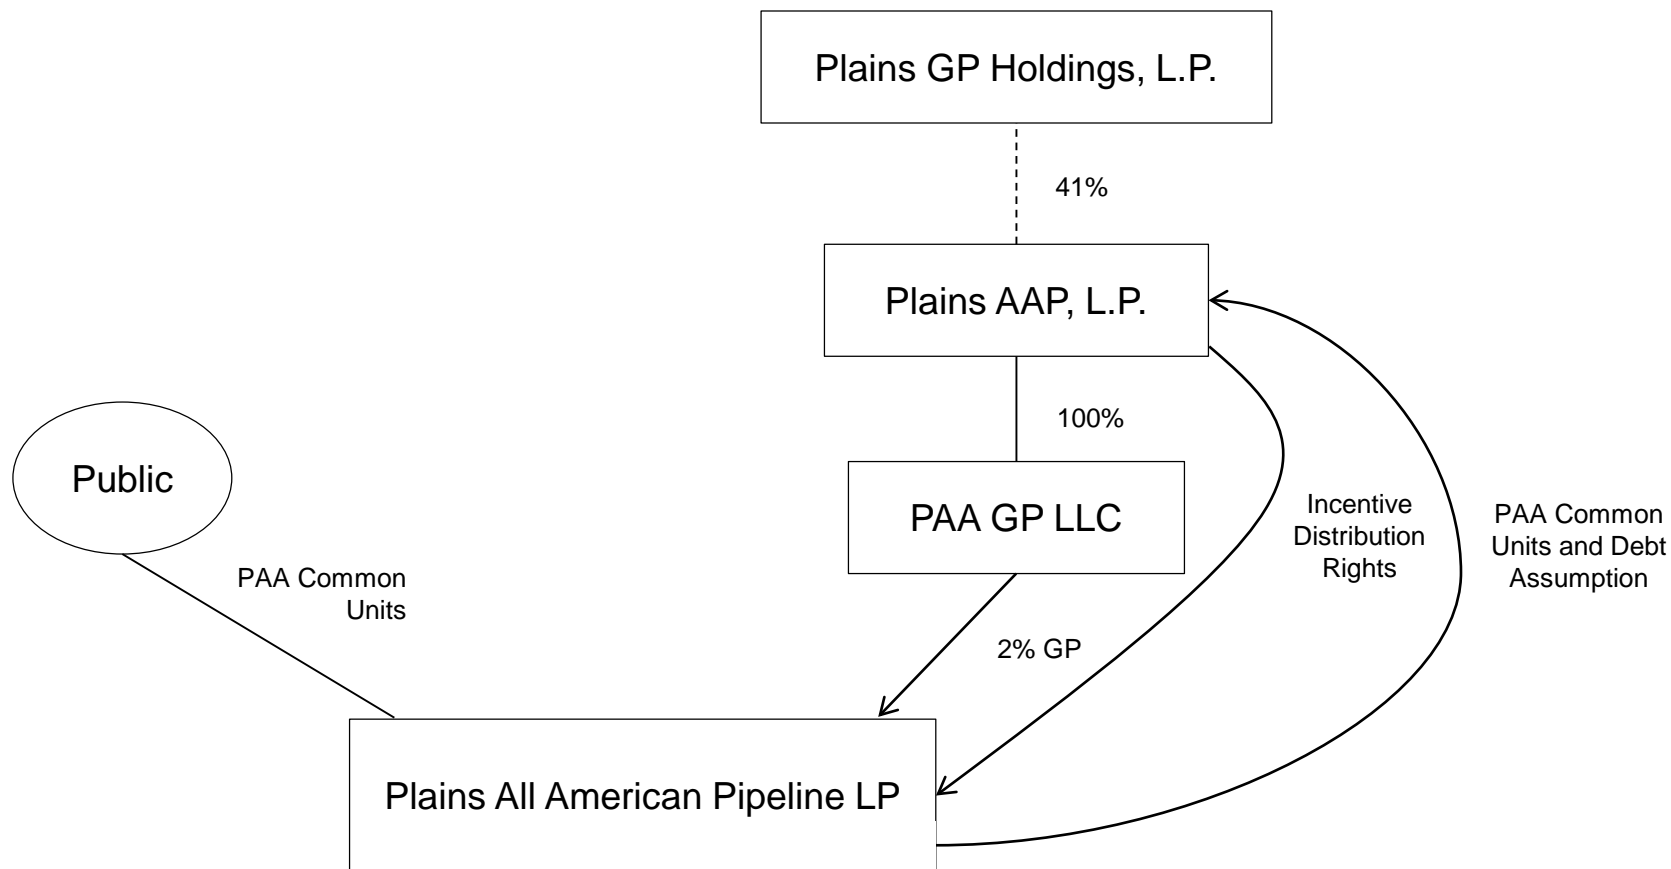 Plains GP Holdings, L.P.
41%
Plains AAP, L.P.
100%
Public
PAA GP LLC
Incentive
Distribution
Rights
PAA Common
Units and Debt
Assumption
PAA Common
Units
2% GP
Plains All American Pipeline LP